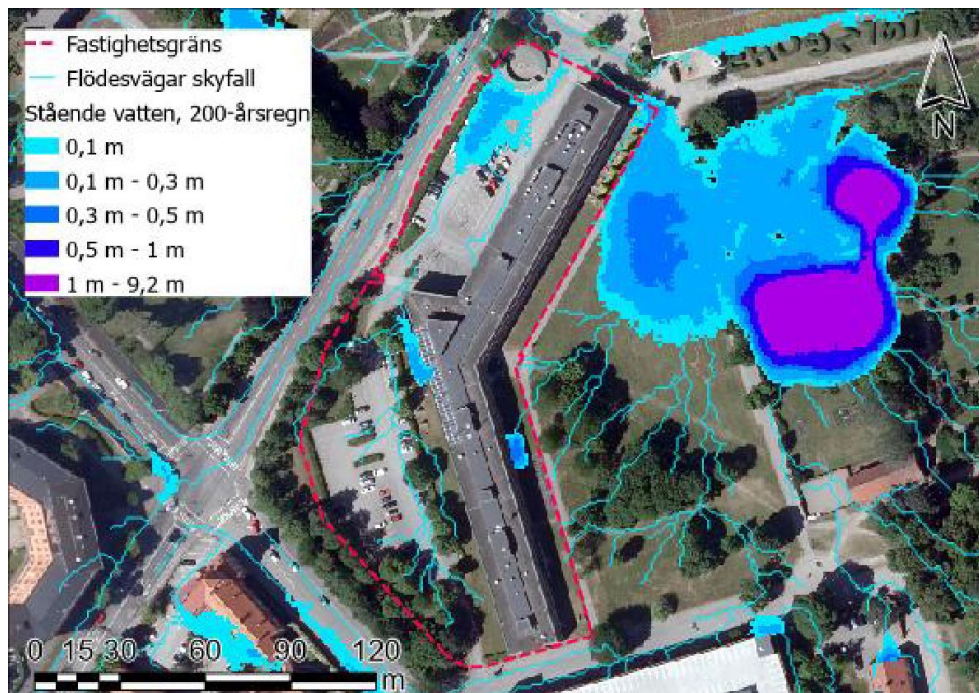 Fastighetsgräns
Flödesvägar skyfall
Stående vatten, 200-årsregn
0,1 m
0,1 m - 0,3 m
0,3 m - 0,5 m
0,5 m - 1 m
1 m - 9,2 m
N
0 15 30 60 90 120
m